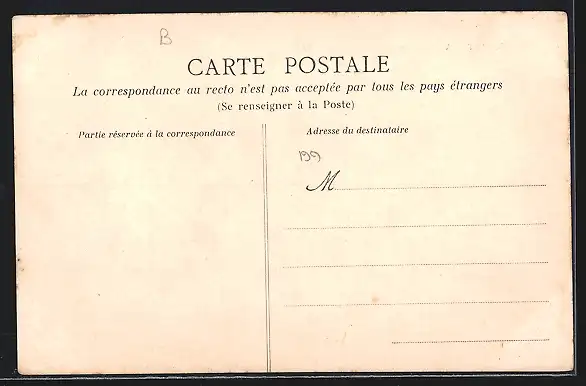 B
CARTE POSTALE
La correspondance au recto n'est pas acceptée par tous les pays étrangers
(Se renseigner à la Poste)
Partie réservée à la correspondance
Adresse du destinataire
M